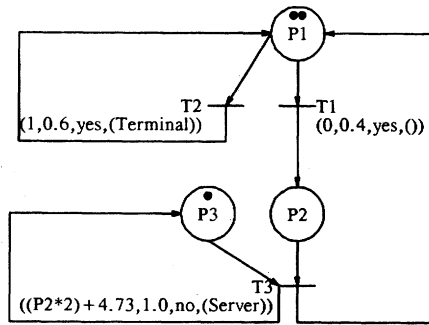 P1
T2
T1
(1,0.6,yes,(Terminal))
(0,0.4,yes,())
P3
P2
T3
((P2*2)+4.73,1.0,no,(Server))